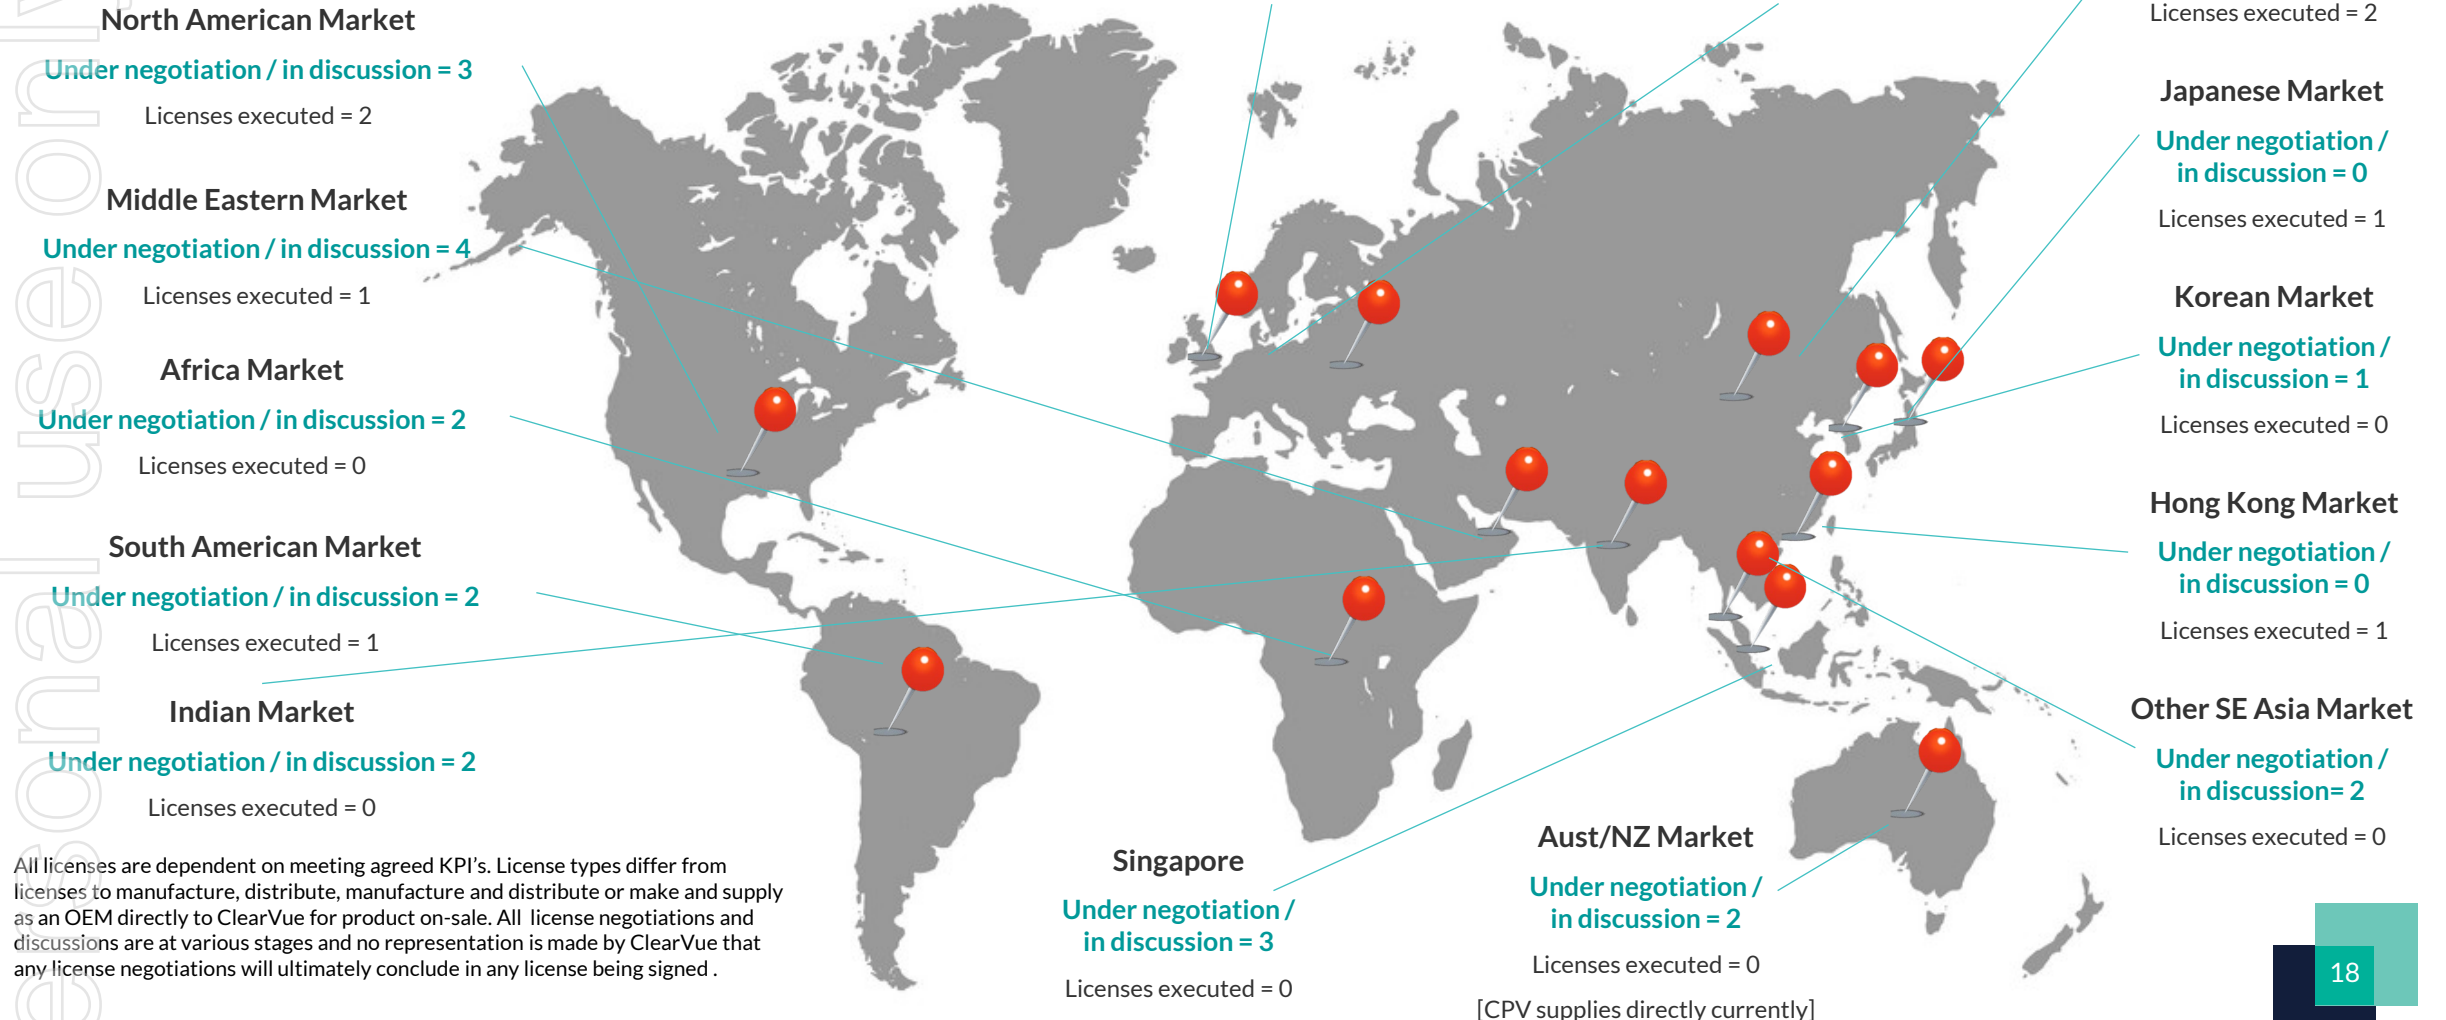 North American Market
Under negotiation / in discussion = 3
Licenses executed = 2
Middle Eastern Market
Under negotiation / in discussion = 4
Licenses executed = 1
Africa Market
Under negotiation / in discussion = 2
Licenses executed = 0
South American Market
Under negotiation / in discussion = 2
Licenses executed = 1
Indian Market
Under negotiation / in discussion = 2
Licenses executed = 0
All licenses are dependent on meeting agreed KPI's. License types differ from
licenses to manufacture, distribute, manufacture and distribute or make and supply
as an OEM directly to ClearVue for product on-sale. All license negotiations and
discussions are at various stages and no representation is made by ClearVue that
any license negotiations will ultimately conclude in any license being signed .
Singapore
Under negotiation /
in discussion = 3
Licenses executed = 0
Aust/NZ Market
Under negotiation /
in discussion = 2
Licenses executed = 0
[CPV supplies directly currently]
Licenses executed = 2
Japanese Market
Under negotiation /
in discussion = 0
Licenses executed = 1
Korean Market
Under negotiation /
in discussion = 1
Licenses executed = 0
Hong Kong Market
Under negotiation /
in discussion = 0
Licenses executed = 1
Other SE Asia Market
Under negotiation /
in discussion= 2
Licenses executed = 0
18
ersonal use only